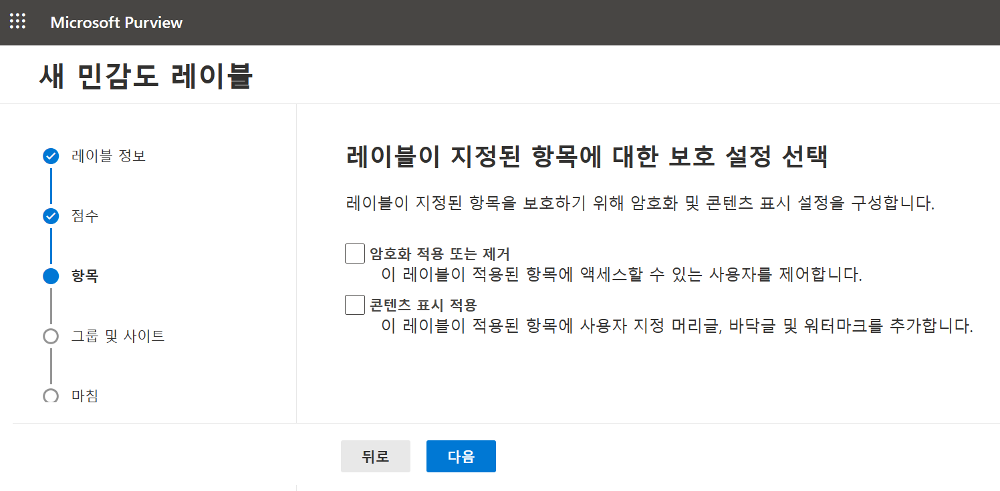 Microsoft Purview
새 민감도 레이블
레이블 정보
점수
항목
그룹 및 사이트
마침
레이블이 지정된 항목에 대한 보호 설정 선택
레이블이 지정된 항목을 보호하기 위해 암호화 및 콘텐츠 표시 설정을 구성합니다.
암호화 적용 또는 제거
이 레이블이 적용된 항목에 액세스할 수 있는 사용자를 제어합니다.
콘텐츠 표시 적용
이 레이블이 적용된 항목에 사용자 지정 머리글, 바닥글 및 워터마크를 추가합니다.
뒤로
다음